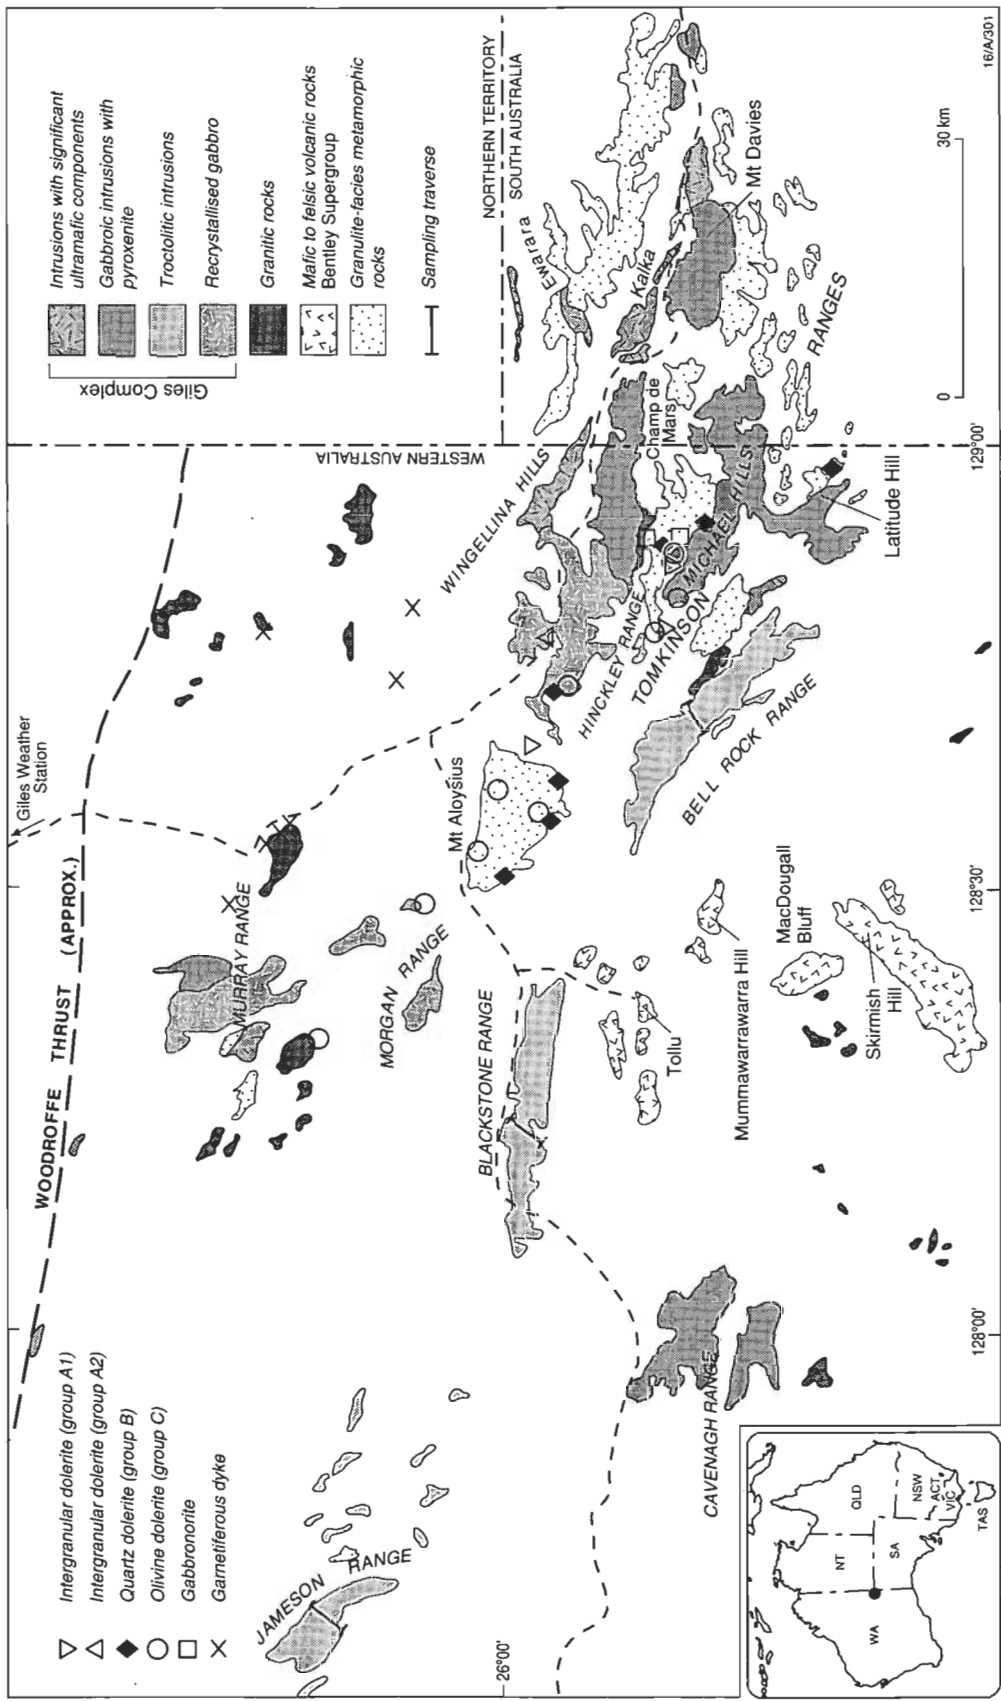 Intrusions with significant
ultramafic components
Gabbroic intrusions with
pyroxenite
Troctolitic intrusions
Recrystallised gabbro
Granitic rocks
Mafic to felsic volcanic rocks
Bentley Supergroup
Granulite-facies metamorphic
rocks
Sampling traverse
Giles Complex
Intergranular dolerite (group A1)
Intergranular dolerite (group A2)
Quartz dolerite (group B)
Olivine dolerite (group C)
Gabbronorite
Garnetiferous dyke
WOODROFFE THRUST (APPROX.)
Giles Weather
Station
MURRAY RANGE
MORGAN RANGE
Mt Aloysius
WINGELLINA HILLS
WESTERN AUSTRALIA
NORTHERN TERRITORY
SOUTH AUSTRALIA
Ewarara
Kalka
Mt Davies
Champ de
Mars
MICHAEL HILLS
HINCKLEY RANGE
TOMKINSON
RANGES
Latitude Hill
BELL ROCK RANGE
BLACKSTONE RANGE
Tollu
Mummawarrawarra Hill
MacDougall
Bluff
Skirmish
Hill
CAVENAGH RANGE
JAMESON RANGE
26°00'
128°00'
128°30'
129°00'
0
30 km
16/A/301
WA
NT
QLD
SA
NSW
ACT
VIC
TAS